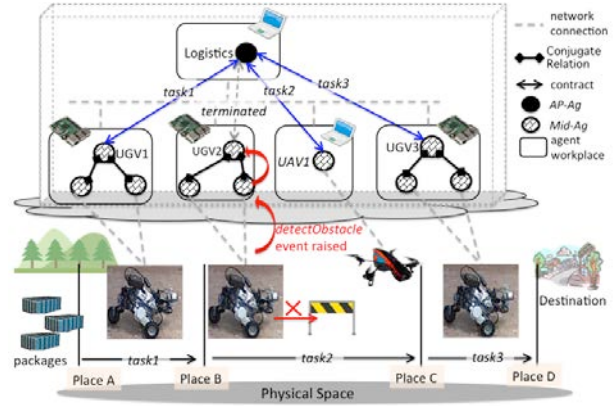 network
connection
Conjugate
Relation
contract
AP-Ag
Mid-Ag
agent
workplace
Logistics
task1
task2
task3
terminated
UGV1
UGV2
UAV1
UGV3
detectObstacle
event raised
Destination
packages
task1
task2
task3
Place A
Place B
Place C
Place D
Physical Space